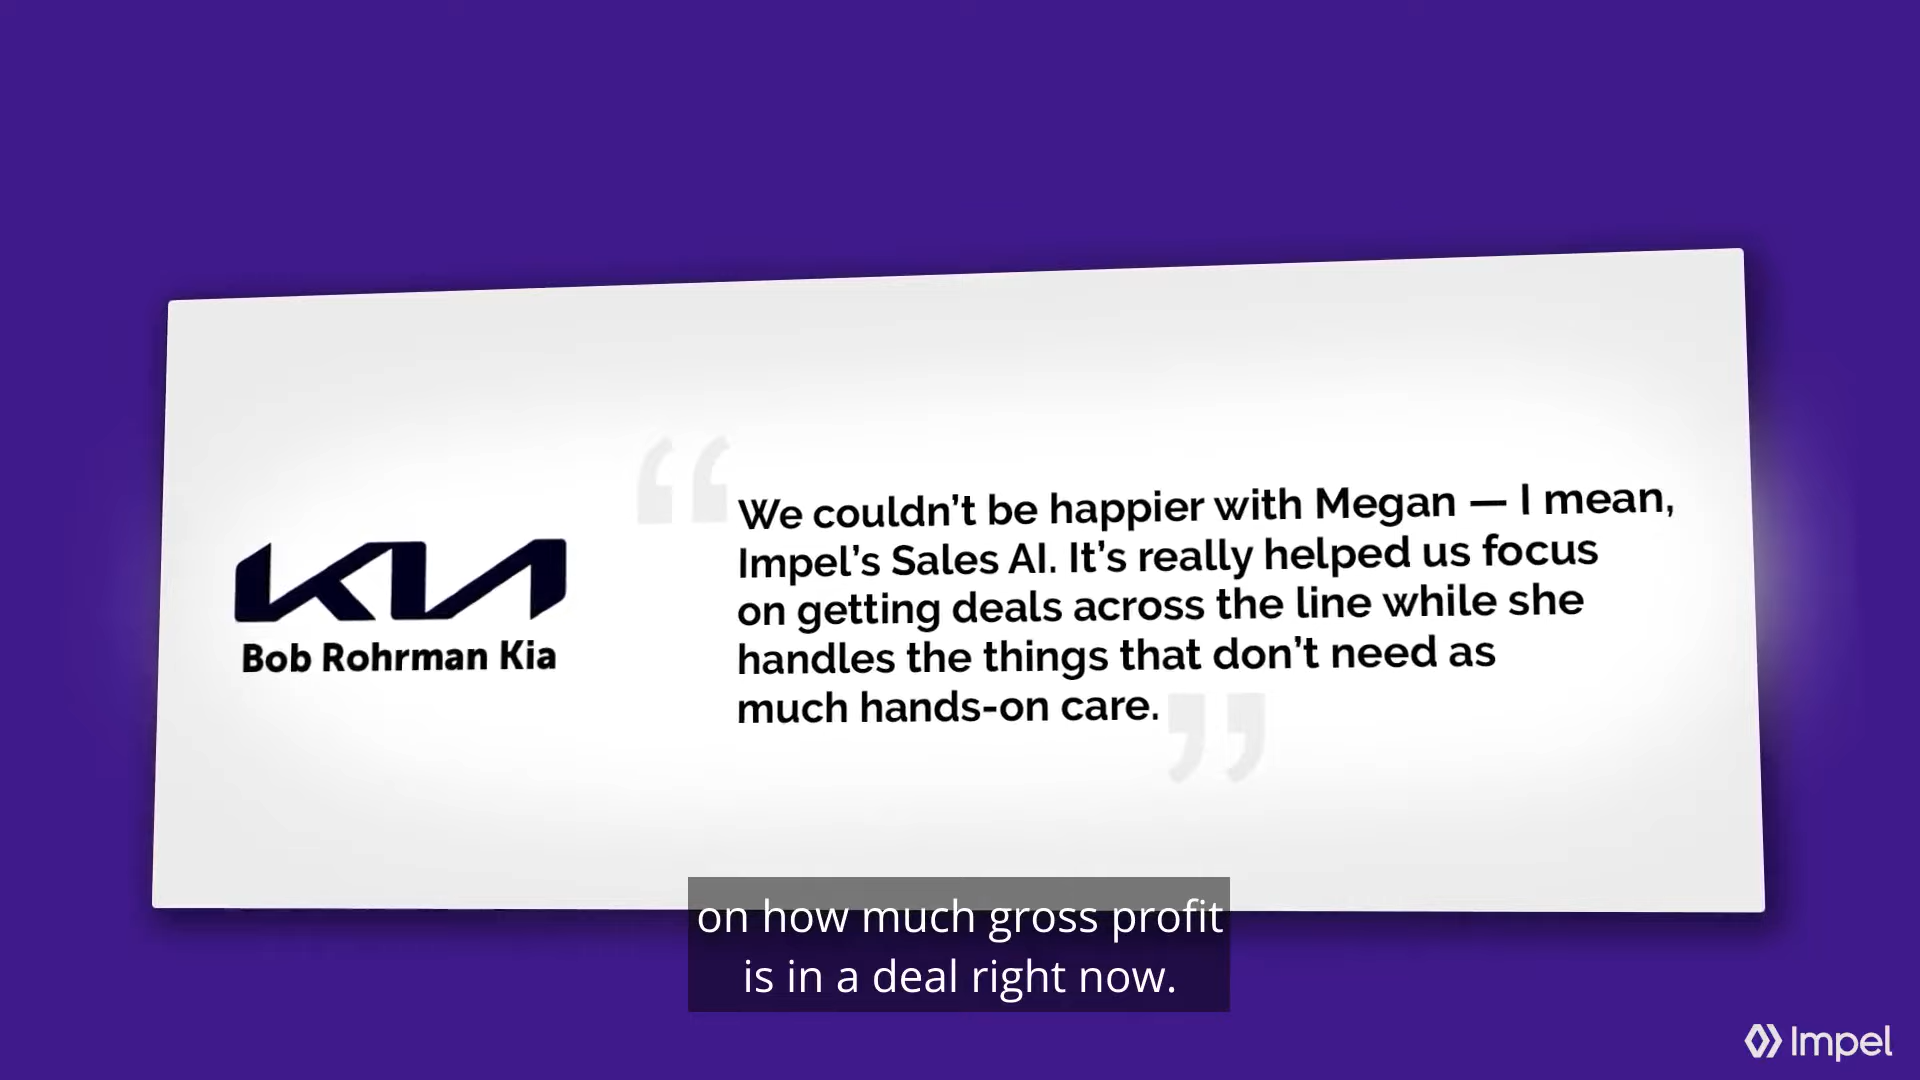 KIA
Bob Rohrman Kia
“
We couldn’t be happier with Megan — I mean,
Impel’s Sales AI. It’s really helped us focus
on getting deals across the line while she
handles the things that don’t need as
much hands-on care.
”
on how much gross profit
is in a deal right now.
Impel